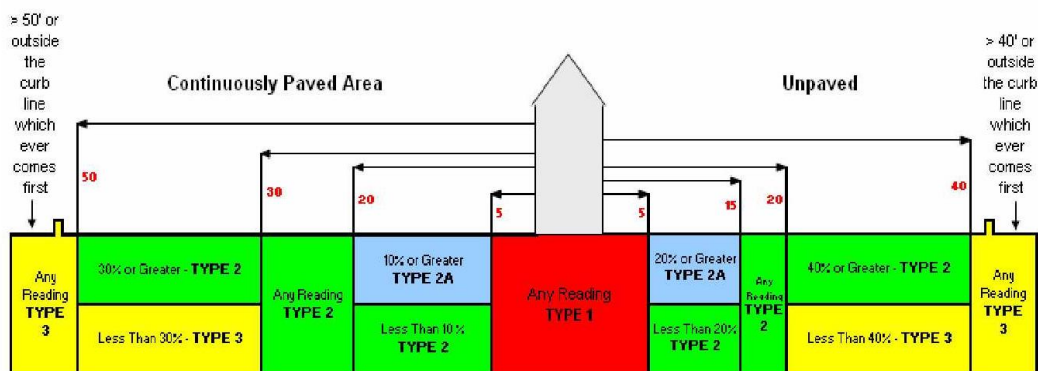 > 50' or
outside
the
curb
line
which
ever
comes
first
Continuously Paved Area
Unpaved
> 40' or
outside
the curb
line
which
ever
comes
first
50
30
20
5
5
15
20
40
Any
Reading
TYPE
3
30% or Greater - TYPE 2
Less Than 30% - TYPE 3
Any Reading
TYPE 2
10% or Greater
TYPE 2A
Less Than 10%
TYPE 2
Any Reading
TYPE 1
20% or Greater
TYPE 2A
Less Than 20%
TYPE 2
Any
Reading
TYPE
2
40% or Greater - TYPE 2
Less Than 40% - TYPE 3
Any
Reading
TYPE
3